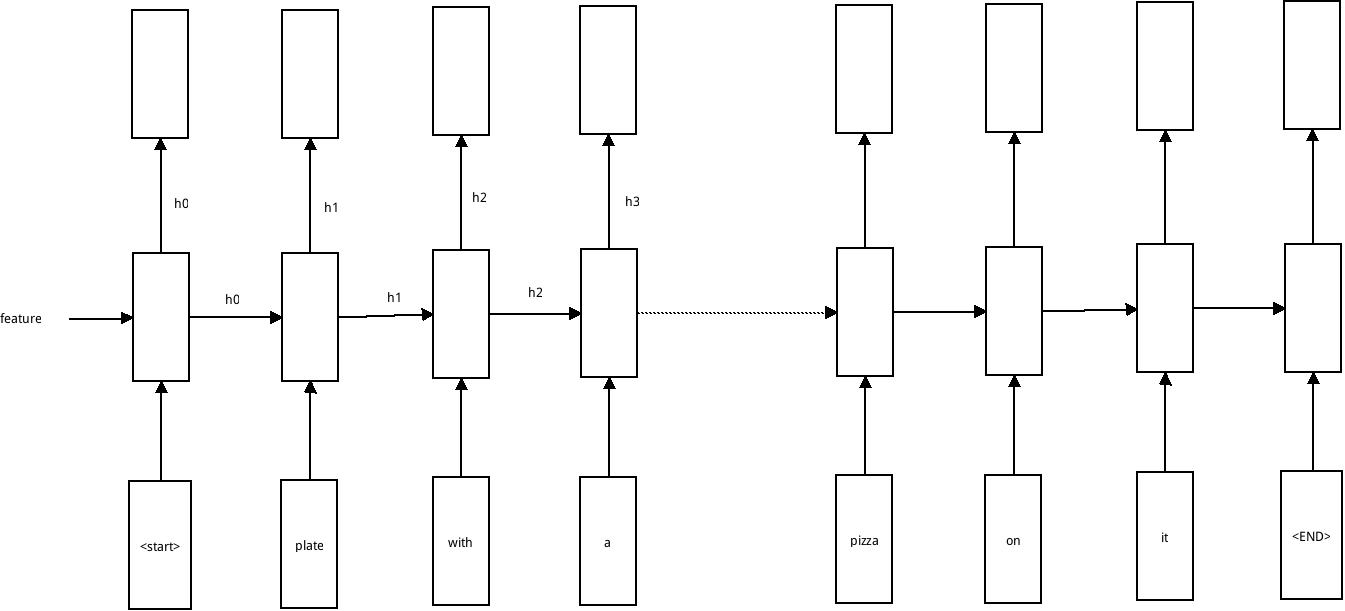 h0
h1
h2
h3
feature
h0
h1
h2
<start>
plate
with
a
pizza
on
it
<END>